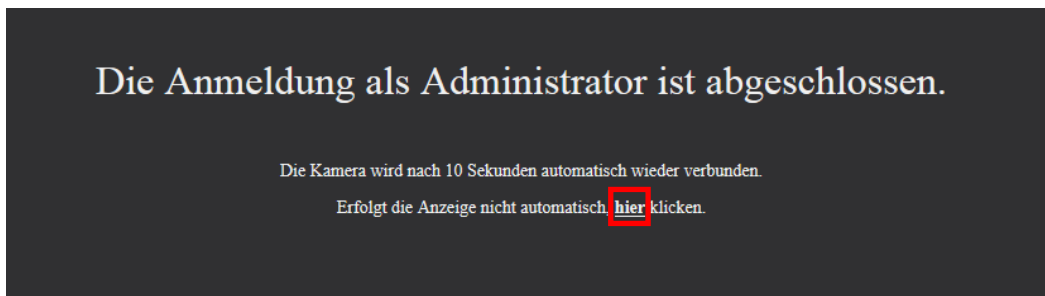 Die Anmeldung als Administrator ist abgeschlossen.
Die Kamera wird nach 10 Sekunden automatisch wieder verbunden.
Erfolgt die Anzeige nicht automatisch, hier klicken.